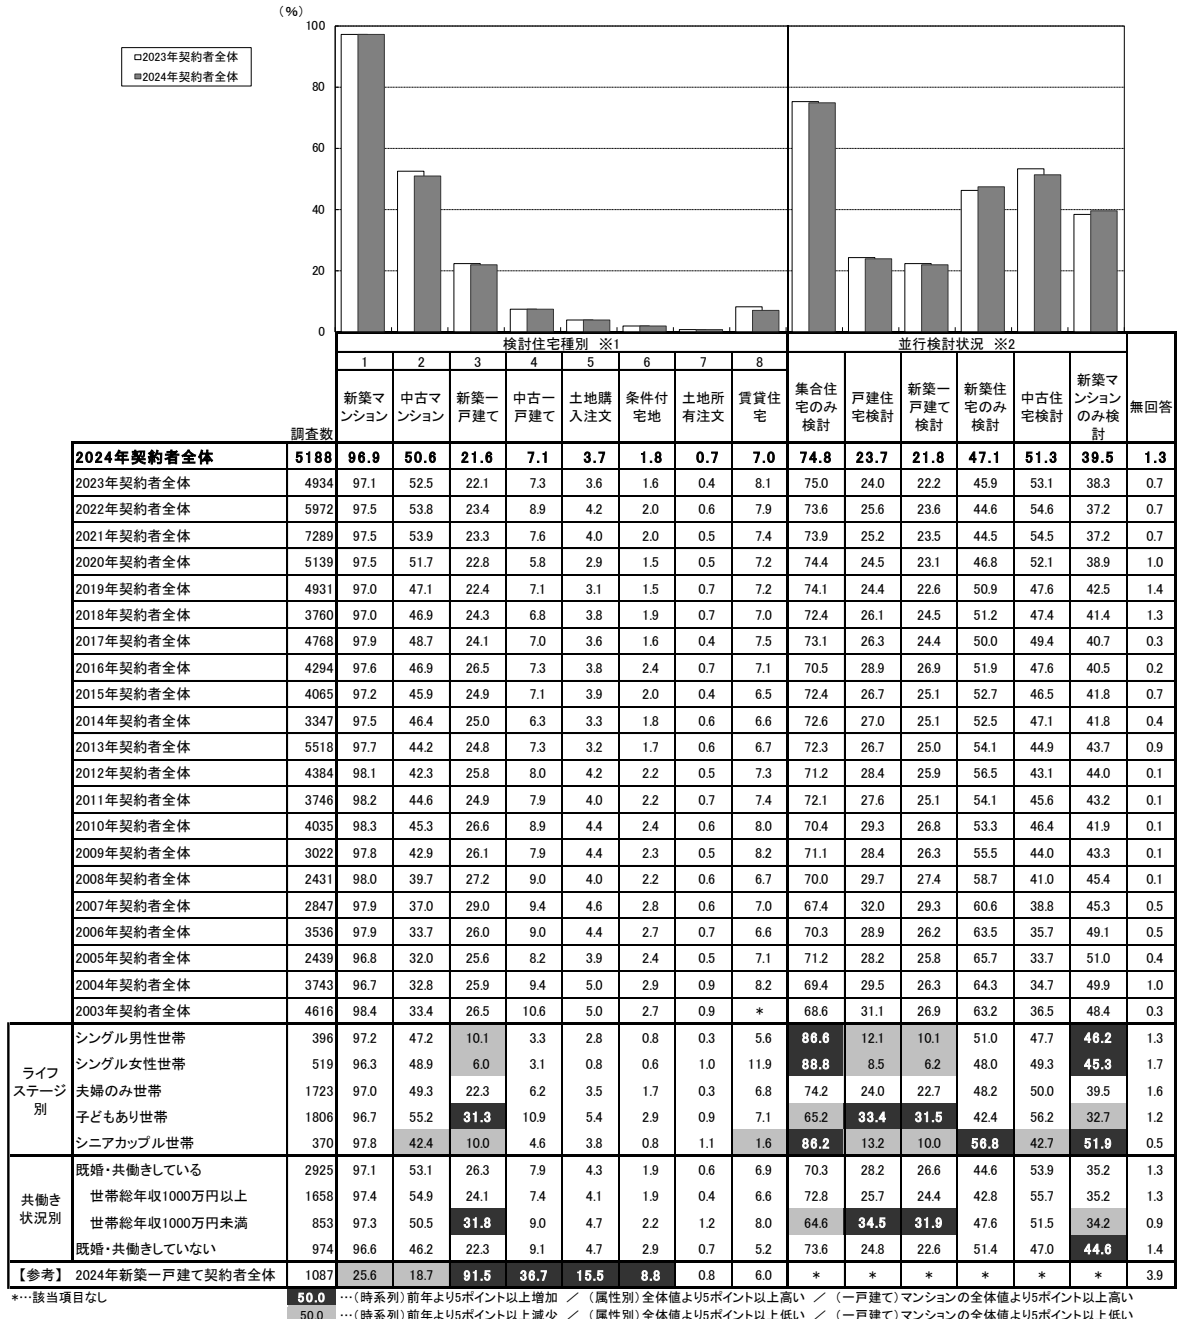 (%)
100
80
60
40
20
0
□2023年契約者全体
■2024年契約者全体
検討住宅種別 ※1 並行検討状況 ※2
1 2 3 4 5 6 7 8
調査数 新築マンション 中古マンション 新築一戸建て 中古一戸建て 土地購入注文 条件付宅地 土地所有注文 賃貸住宅 集合住宅のみ検討 戸建住宅検討 新築一戸建て検討 新築住宅のみ検討 中古住宅検討 新築マンションのみ検討 無回答
2024年契約者全体 5188 96.9 50.6 21.6 7.1 3.7 1.8 0.7 7.0 74.8 23.7 21.8 47.1 51.3 39.5 1.3
2023年契約者全体 4934 97.1 52.5 22.1 7.3 3.6 1.6 0.4 8.1 75.0 24.0 22.2 45.9 53.1 38.3 0.7
2022年契約者全体 5972 97.5 53.8 23.4 8.9 4.2 2.0 0.6 7.9 73.6 25.6 23.6 44.6 54.6 37.2 0.7
2021年契約者全体 7289 97.5 53.9 23.3 7.6 4.0 2.0 0.5 7.4 73.9 25.2 23.5 44.5 54.5 37.2 0.7
2020年契約者全体 5139 97.5 51.7 22.8 5.8 2.9 1.5 0.5 7.2 74.4 24.5 23.1 46.8 52.1 38.9 1.0
2019年契約者全体 4931 97.0 47.1 22.4 7.1 3.1 1.5 0.7 7.2 74.1 24.4 22.6 50.9 47.6 42.5 1.4
2018年契約者全体 3760 97.0 46.9 24.3 6.8 3.8 1.9 0.7 7.0 72.4 26.1 24.5 51.2 47.4 41.4 1.3
2017年契約者全体 4768 97.9 48.7 24.1 7.0 3.6 1.6 0.4 7.5 73.1 26.3 24.4 50.0 49.4 40.7 0.3
2016年契約者全体 4294 97.6 46.9 26.5 7.3 3.8 2.4 0.7 7.1 70.5 28.9 26.9 51.9 47.6 40.5 0.2
2015年契約者全体 4065 97.2 45.9 24.9 7.1 3.9 2.0 0.4 6.5 72.4 26.7 25.1 52.7 46.5 41.8 0.7
2014年契約者全体 3347 97.5 46.4 25.0 6.3 3.3 1.8 0.6 6.6 72.6 27.0 25.1 52.5 47.1 41.8 0.4
2013年契約者全体 5518 97.7 44.2 24.8 7.3 3.2 1.7 0.6 6.7 72.3 26.7 25.0 54.1 44.9 43.7 0.9
2012年契約者全体 4384 98.1 42.3 25.8 8.0 4.2 2.2 0.5 7.3 71.2 28.4 25.9 56.5 43.1 44.0 0.1
2011年契約者全体 3746 98.2 44.6 24.9 7.9 4.0 2.2 0.7 7.4 72.1 27.6 25.1 54.1 45.6 43.2 0.1
2010年契約者全体 4035 98.3 45.3 26.6 8.9 4.4 2.4 0.6 8.0 70.4 29.3 26.8 53.3 46.4 41.9 0.1
2009年契約者全体 3022 97.8 42.9 26.1 7.9 4.4 2.3 0.5 8.2 71.1 28.4 26.3 55.5 44.0 43.3 0.1
2008年契約者全体 2431 98.0 39.7 27.2 9.0 4.0 2.2 0.6 6.7 70.0 29.7 27.4 58.7 41.0 45.4 0.1
2007年契約者全体 2847 97.9 37.0 29.0 9.4 4.6 2.8 0.6 7.0 67.4 32.0 29.3 60.6 38.8 45.3 0.5
2006年契約者全体 3536 97.9 33.7 26.0 9.0 4.4 2.7 0.7 6.6 70.3 28.9 26.2 63.5 35.7 49.1 0.5
2005年契約者全体 2439 96.8 32.0 25.6 8.2 3.9 2.4 0.5 7.1 71.2 28.2 25.8 65.7 33.7 51.0 0.4
2004年契約者全体 3743 96.7 32.8 25.9 9.4 5.0 2.9 0.9 8.2 69.4 29.5 26.3 64.3 34.7 49.9 1.0
2003年契約者全体 4616 98.4 33.4 26.5 10.6 5.0 2.7 0.9 * 68.6 31.1 26.9 63.2 36.5 48.4 0.3
ライフステージ別
シングル男性世帯 396 97.2 47.2 10.1 3.3 2.8 0.8 0.3 5.6 86.6 12.1 10.1 51.0 47.7 46.2 1.3
シングル女性世帯 519 96.3 48.9 6.0 3.1 0.8 0.6 1.0 11.9 88.8 8.5 6.2 48.0 49.3 45.3 1.7
夫婦のみ世帯 1723 97.0 49.3 22.3 6.2 3.5 1.7 0.3 6.8 74.2 24.0 22.7 48.2 50.0 39.5 1.6
子どもあり世帯 1806 96.7 55.2 31.3 10.9 5.4 2.9 0.9 7.1 65.2 33.4 31.5 42.4 56.2 32.7 1.2
シニアカップル世帯 370 97.8 42.4 10.0 4.6 3.8 0.8 1.1 1.6 86.2 13.2 10.0 56.8 42.7 51.9 0.5
共働き状況別
既婚・共働きしている 2925 97.1 53.1 26.3 7.9 4.3 1.9 0.6 6.9 70.3 28.2 26.6 44.6 53.9 35.2 1.3
世帯総年収1000万円以上 1658 97.4 54.9 24.1 7.4 4.1 1.9 0.4 6.6 72.8 25.7 24.4 42.8 55.7 35.2 1.3
世帯総年収1000万円未満 853 97.3 50.5 31.8 9.0 4.7 2.2 1.2 8.0 64.6 34.5 31.9 47.6 51.5 34.2 0.9
既婚・共働きしていない 974 96.6 46.2 22.3 9.1 4.7 2.9 0.7 5.2 73.6 24.8 22.6 51.4 47.0 44.6 1.4
【参考】 2024年新築一戸建て契約者全体 1087 25.6 18.7 91.5 36.7 15.5 8.8 0.8 6.0 * * * * * * 3.9
*…該当項目なし 50.0 …(時系列)前年より5ポイント以上増加 / (属性別)全体値より5ポイント以上高い / (一戸建て)マンションの全体値より5ポイント以上高い
50.0 …(時系列)前年より5ポイント以上減少 / (属性別)全体値より5ポイント以上低い / (一戸建て)マンションの全体値より5ポイント以上低い